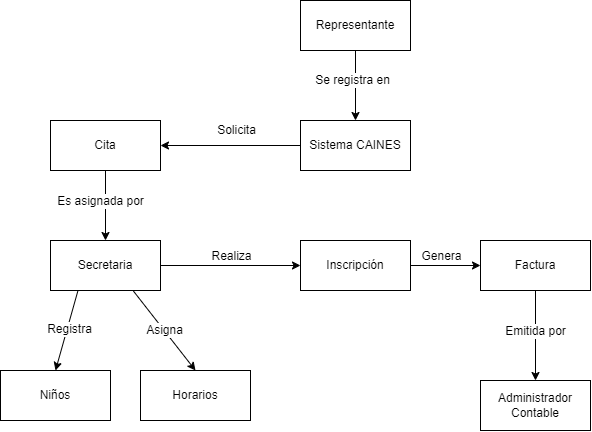 Representante
Se registra en
Solicita
Cita
Sistema CAINES
Es asignada por
Secretaria
Realiza
Inscripción
Genera
Factura
Registra
Asigna
Emitida por
Niños
Horarios
Administrador
Contable